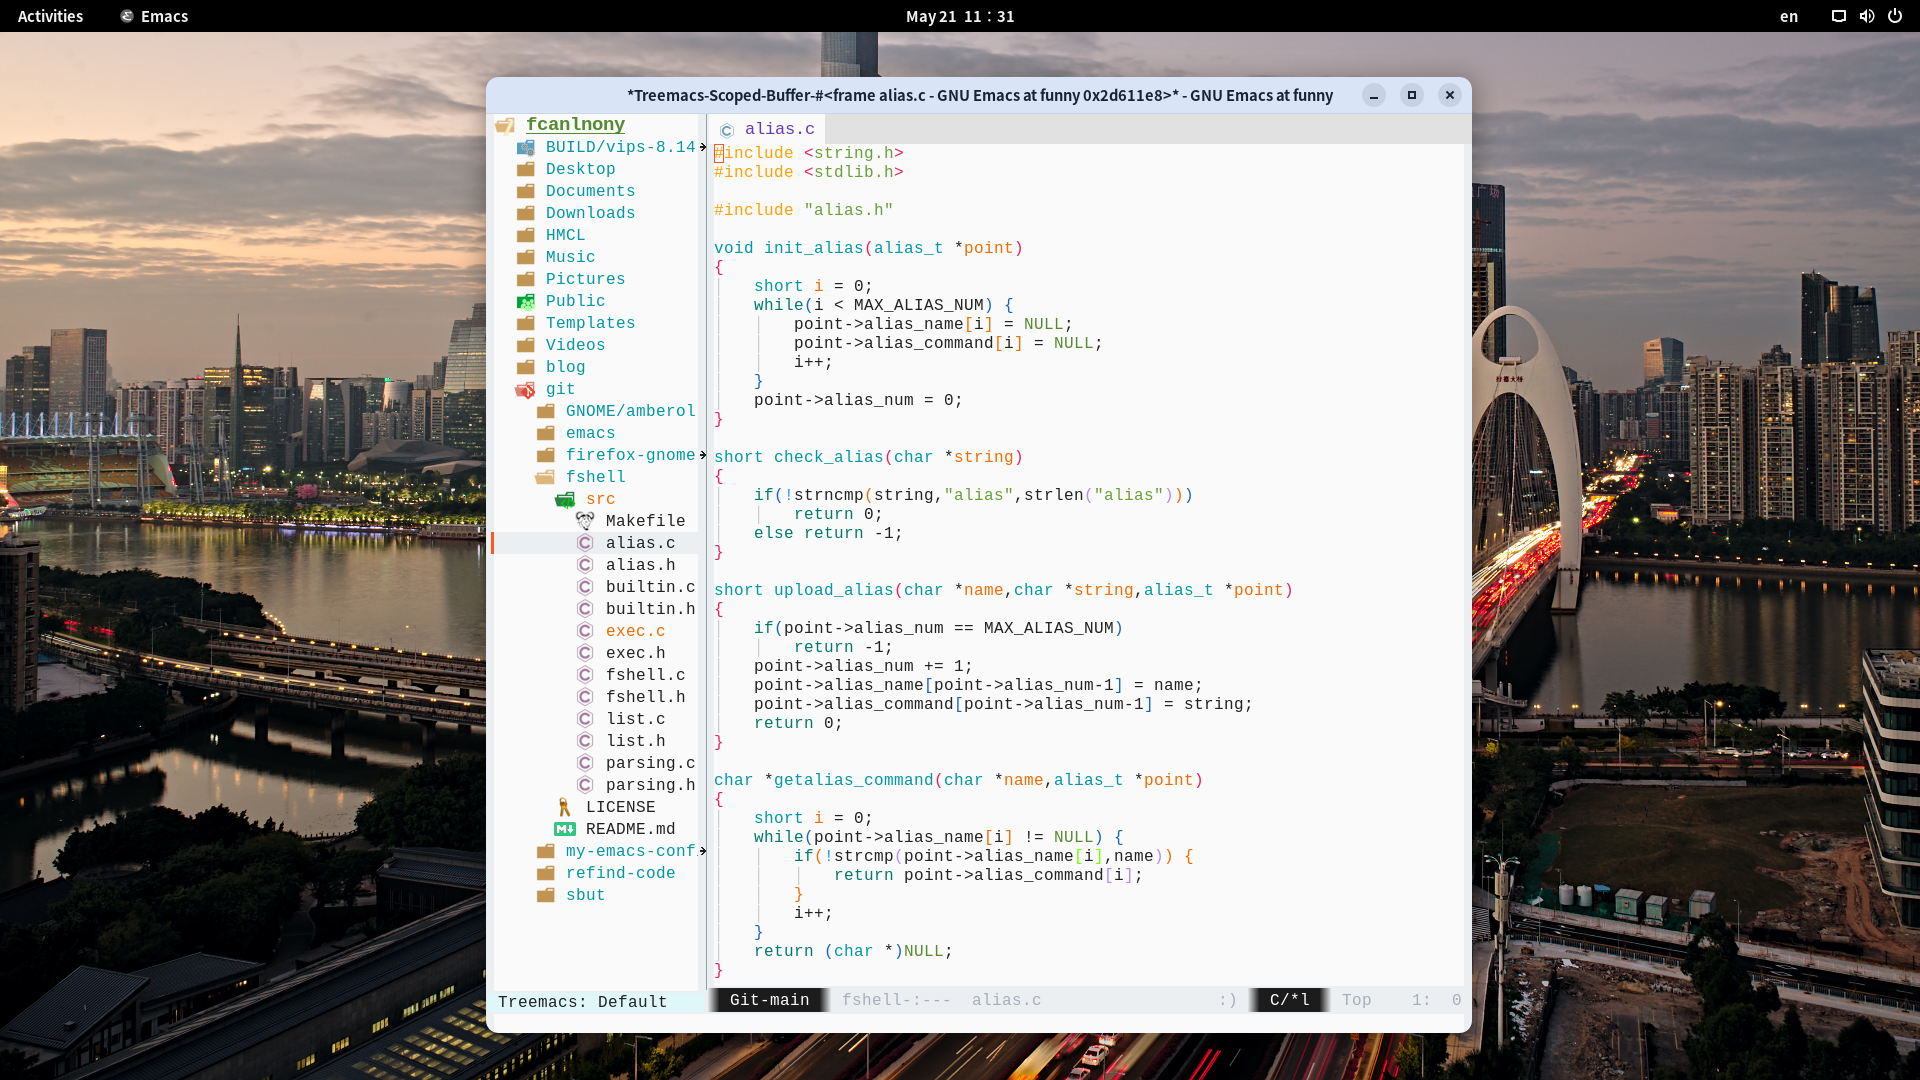 Activities Emacs May 21 11 : 31 en
*Treemacs-Scoped-Buffer-#<frame alias.c - GNU Emacs at funny 0x2d611e8>* - GNU Emacs at funny
fcanlnony
BUILD/vips-8.14
Desktop
Documents
Downloads
HMCL
Music
Pictures
Public
Templates
Videos
blog
git
GNOME/amberol
emacs
firefox-gnome
fshell
src
Makefile
alias.c
alias.h
builtin.c
builtin.h
exec.c
exec.h
fshell.c
fshell.h
list.c
list.h
parsing.c
parsing.h
LICENSE
README.md
my-emacs-conf
refind-code
sbut
Treemacs: Default
alias.c
#include <string.h>
#include <stdlib.h>
#include "alias.h"
void init_alias(alias_t *point)
{
    short i = 0;
    while(i < MAX_ALIAS_NUM) {
        point->alias_name[i] = NULL;
        point->alias_command[i] = NULL;
        i++;
    }
    point->alias_num = 0;
}
short check_alias(char *string)
{
    if(!strncmp(string,"alias",strlen("alias")))
        return 0;
    else return -1;
}
short upload_alias(char *name,char *string,alias_t *point)
{
    if(point->alias_num == MAX_ALIAS_NUM)
        return -1;
    point->alias_num += 1;
    point->alias_name[point->alias_num-1] = name;
    point->alias_command[point->alias_num-1] = string;
    return 0;
}
char *getalias_command(char *name,alias_t *point)
{
    short i = 0;
    while(point->alias_name[i] != NULL) {
        if(!strcmp(point->alias_name[i],name)) {
            return point->alias_command[i];
        }
        i++;
    }
    return (char *)NULL;
}
Git-main fshell-:--- alias.c :) C/*l Top 1: 0